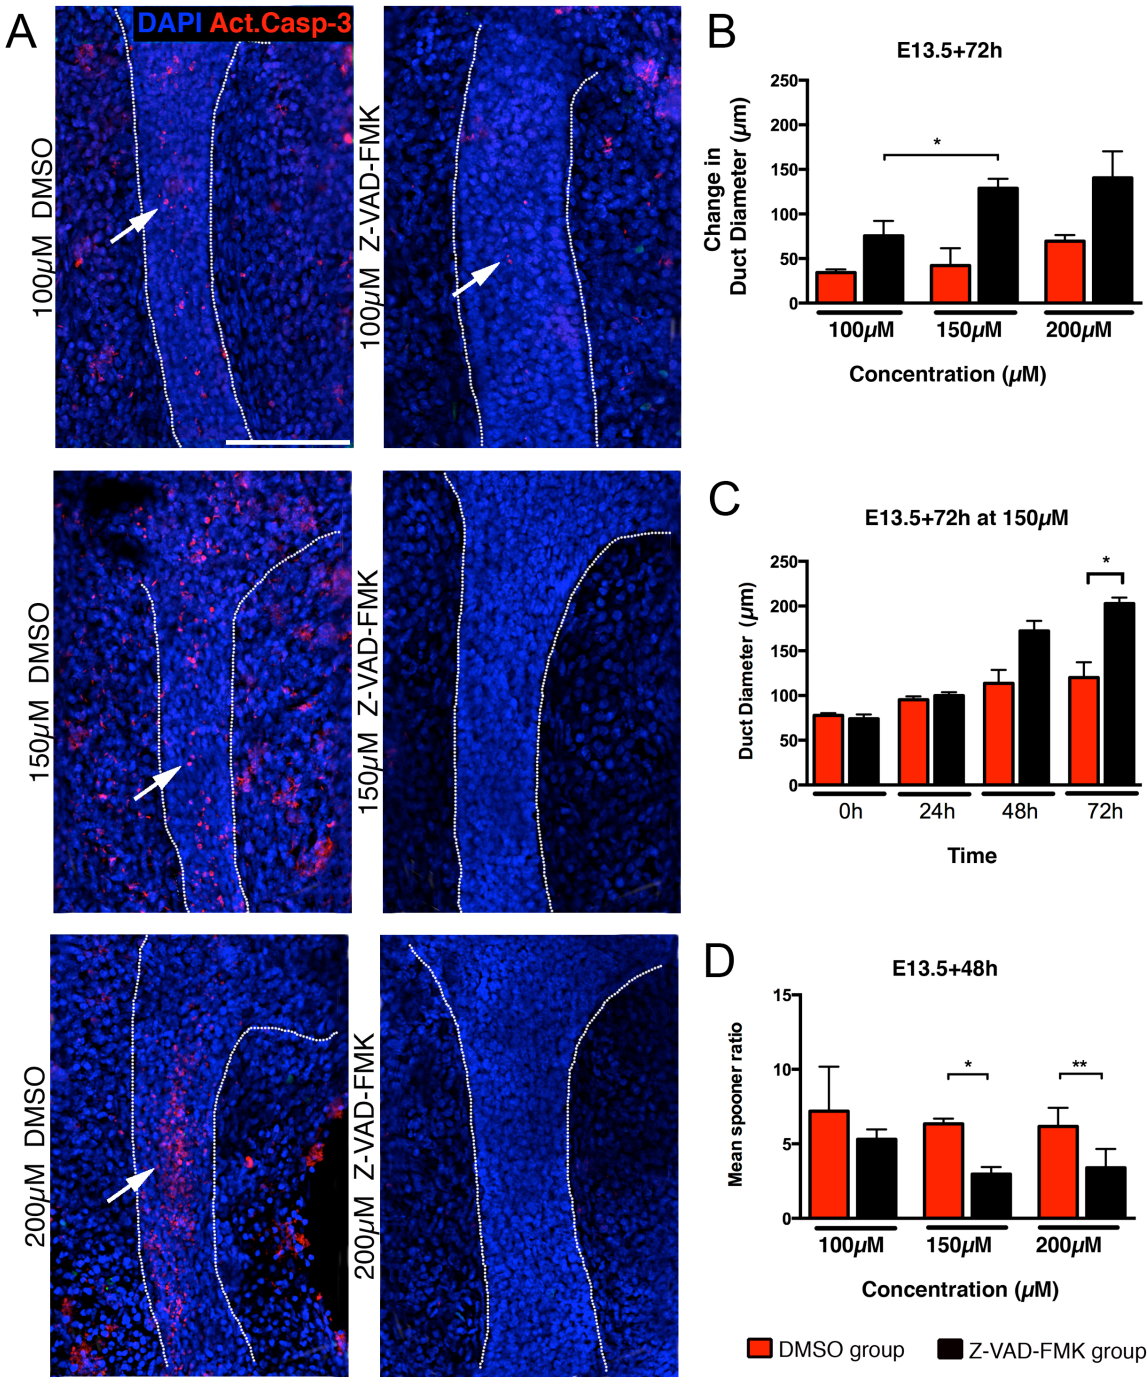 A
DAPI Act.Casp-3
100µM DMSO
100µM Z-VAD-FMK
150µM DMSO
150µM Z-VAD-FMK
200µM DMSO
200µM Z-VAD-FMK
B
E13.5+72h
Change in
Duct Diameter (µm)
250
200
150
100
50
0
*
100µM 150µM 200µM
Concentration (µM)
C
E13.5+72h at 150µM
Duct Diameter (µm)
250
200
150
100
50
0
*
0h 24h 48h 72h
Time
D
E13.5+48h
Mean spooner ratio
15
10
5
0
* **
100µM 150µM 200µM
Concentration (µM)
DMSO group Z-VAD-FMK group